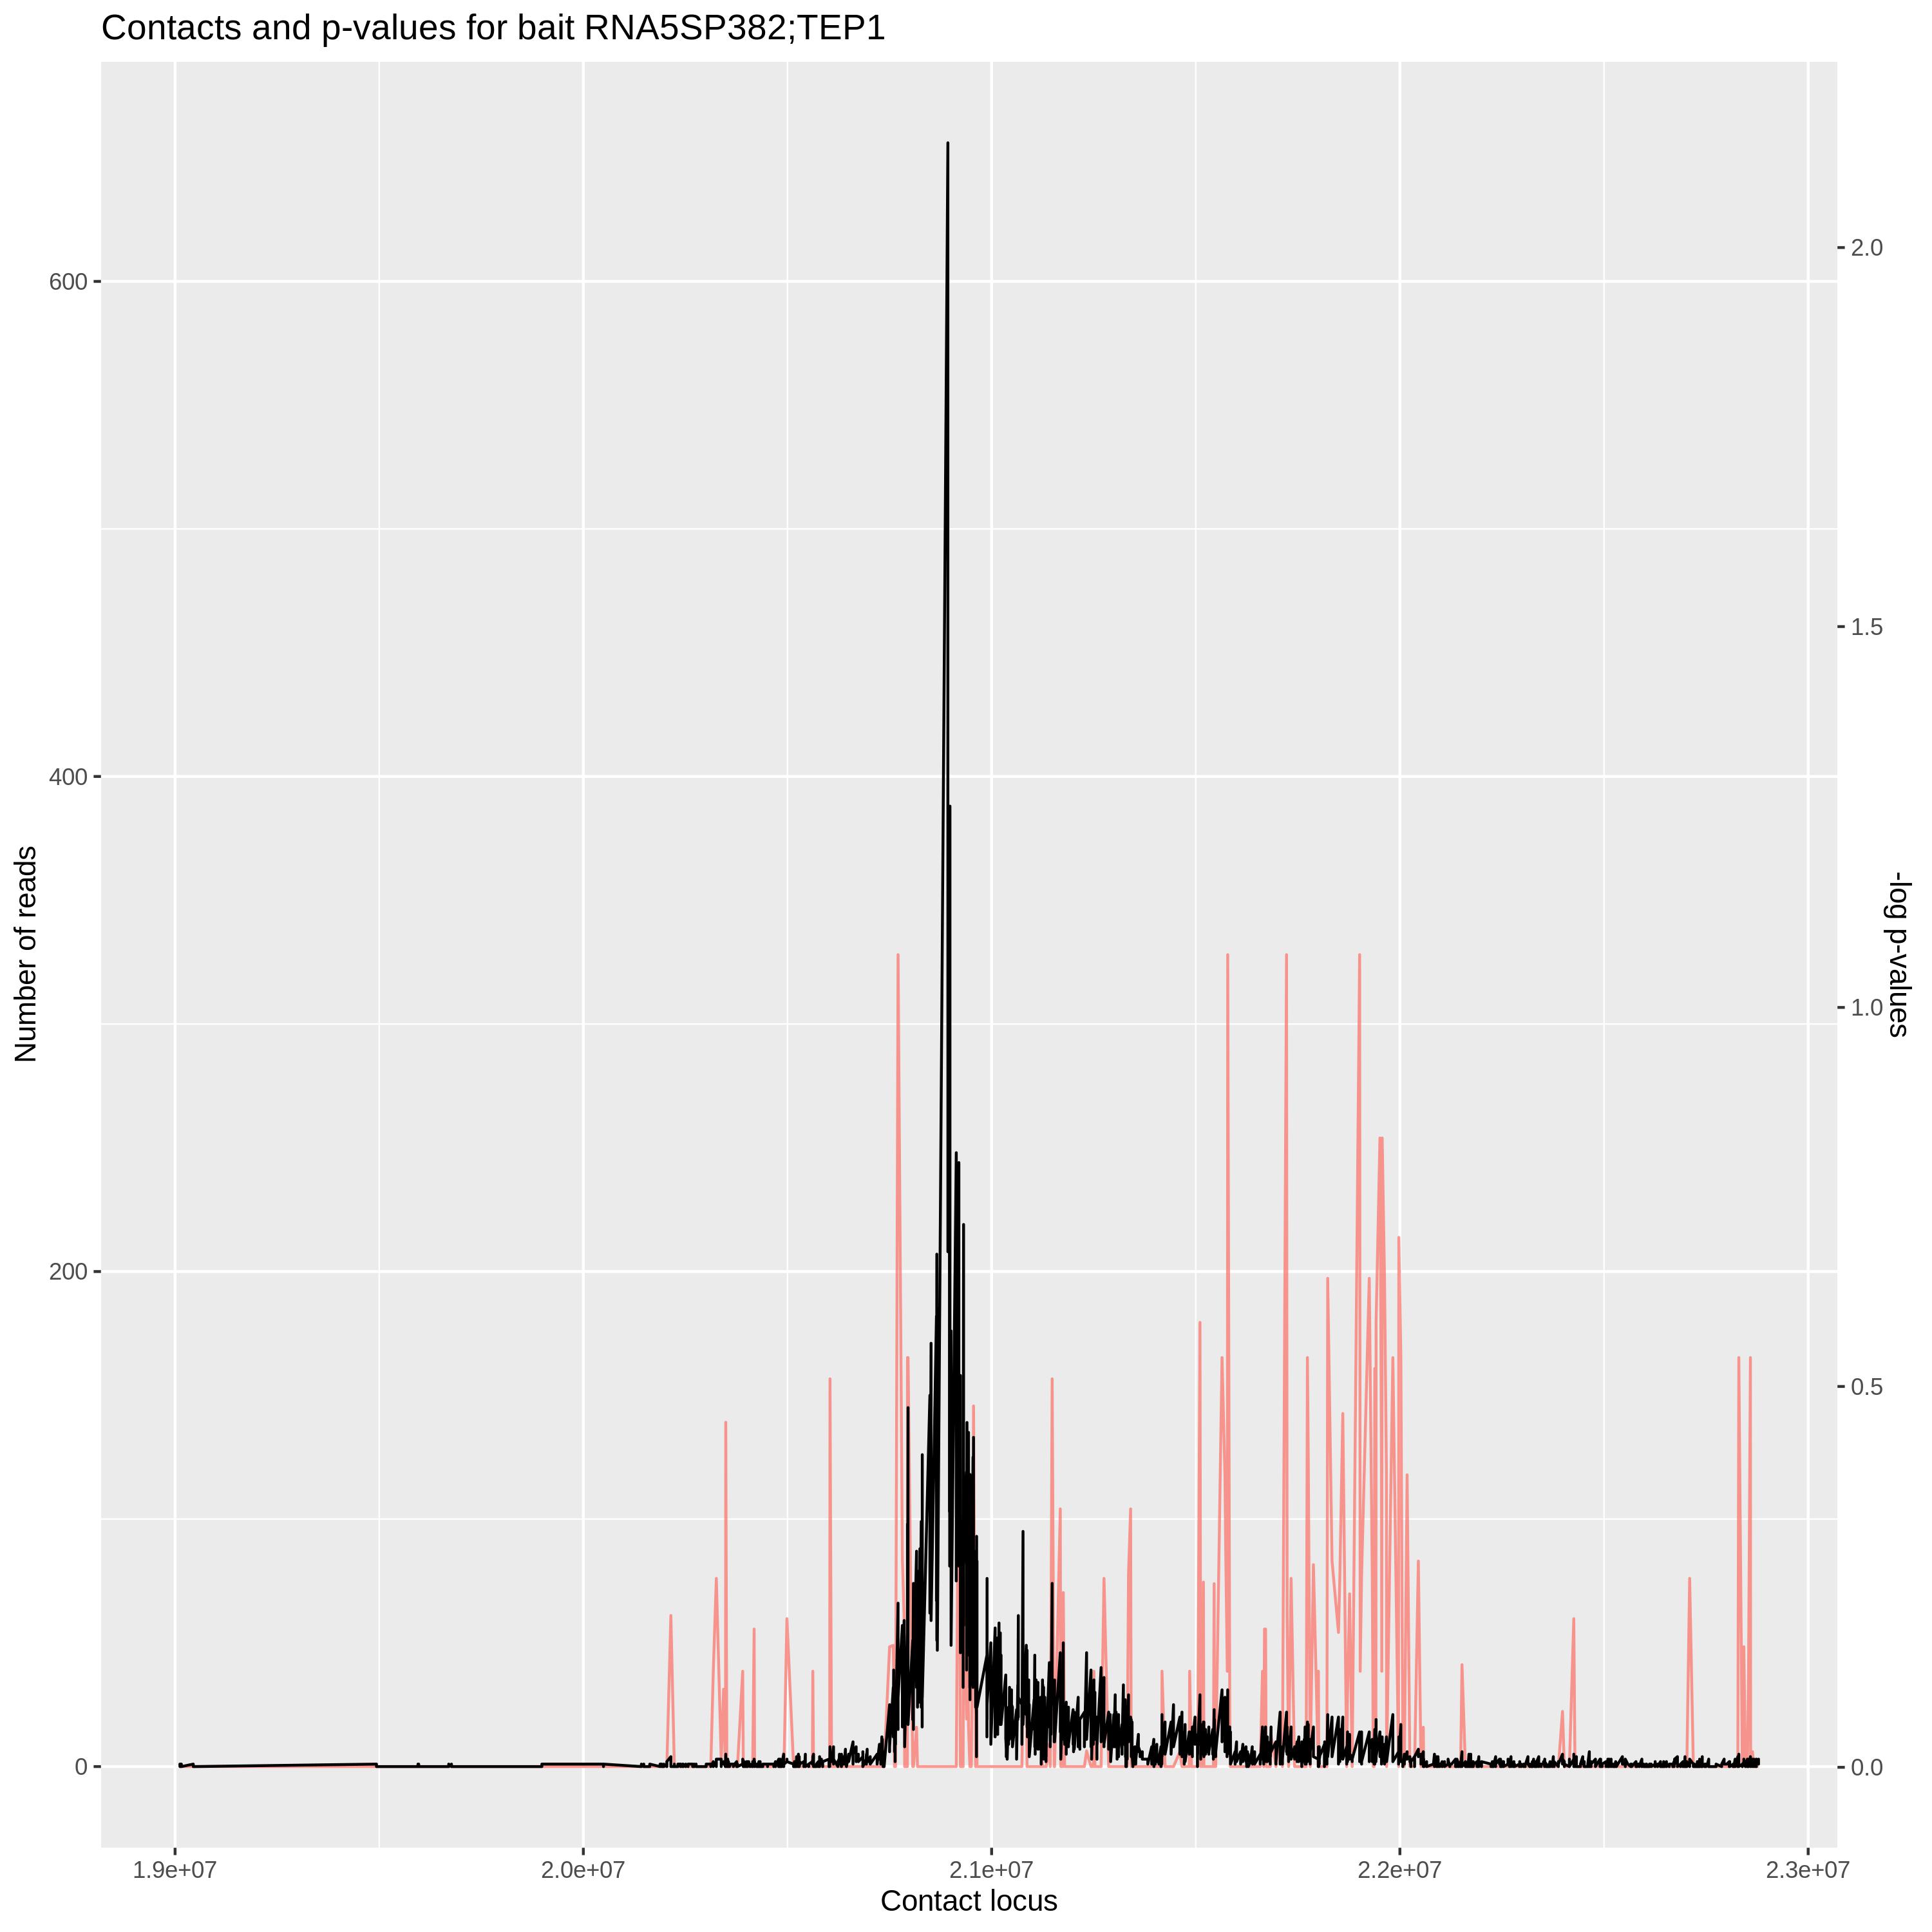 Contacts and p-values for bait RNA5SP382;TEP1
600
400
200
0
Number of reads
2.0
1.5
1.0
0.5
0.0
-log p-values
1.9e+07
2.0e+07
2.1e+07
2.2e+07
2.3e+07
Contact locus